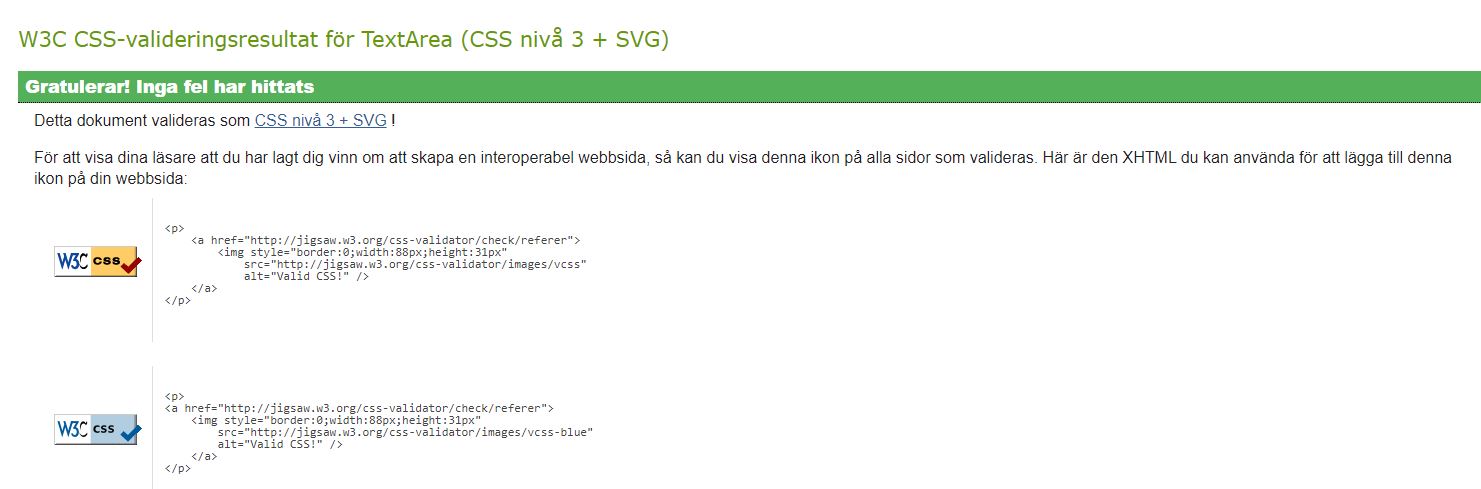 W3C CSS-valideringsresultat för TextArea (CSS nivå 3 + SVG)
Gratulerar! Inga fel har hittats
Detta dokument valideras som CSS nivå 3 + SVG !
För att visa dina läsare att du har lagt dig vinn om att skapa en interoperabel webbsida, så kan du visa denna ikon på alla sidor som valideras. Här är den XHTML du kan använda för att lägga till denna
ikon på din webbsida:
W3C css
<p>
    <a href="http://jigsaw.w3.org/css-validator/check/referer">
        <img style="border:0;width:88px;height:31px"
            src="http://jigsaw.w3.org/css-validator/images/vcss"
            alt="Valid CSS!" />
    </a>
</p>
W3C css
<p>
<a href="http://jigsaw.w3.org/css-validator/check/referer">
    <img style="border:0;width:88px;height:31px"
        src="http://jigsaw.w3.org/css-validator/images/vcss-blue"
        alt="Valid CSS!" />
    </a>
</p>